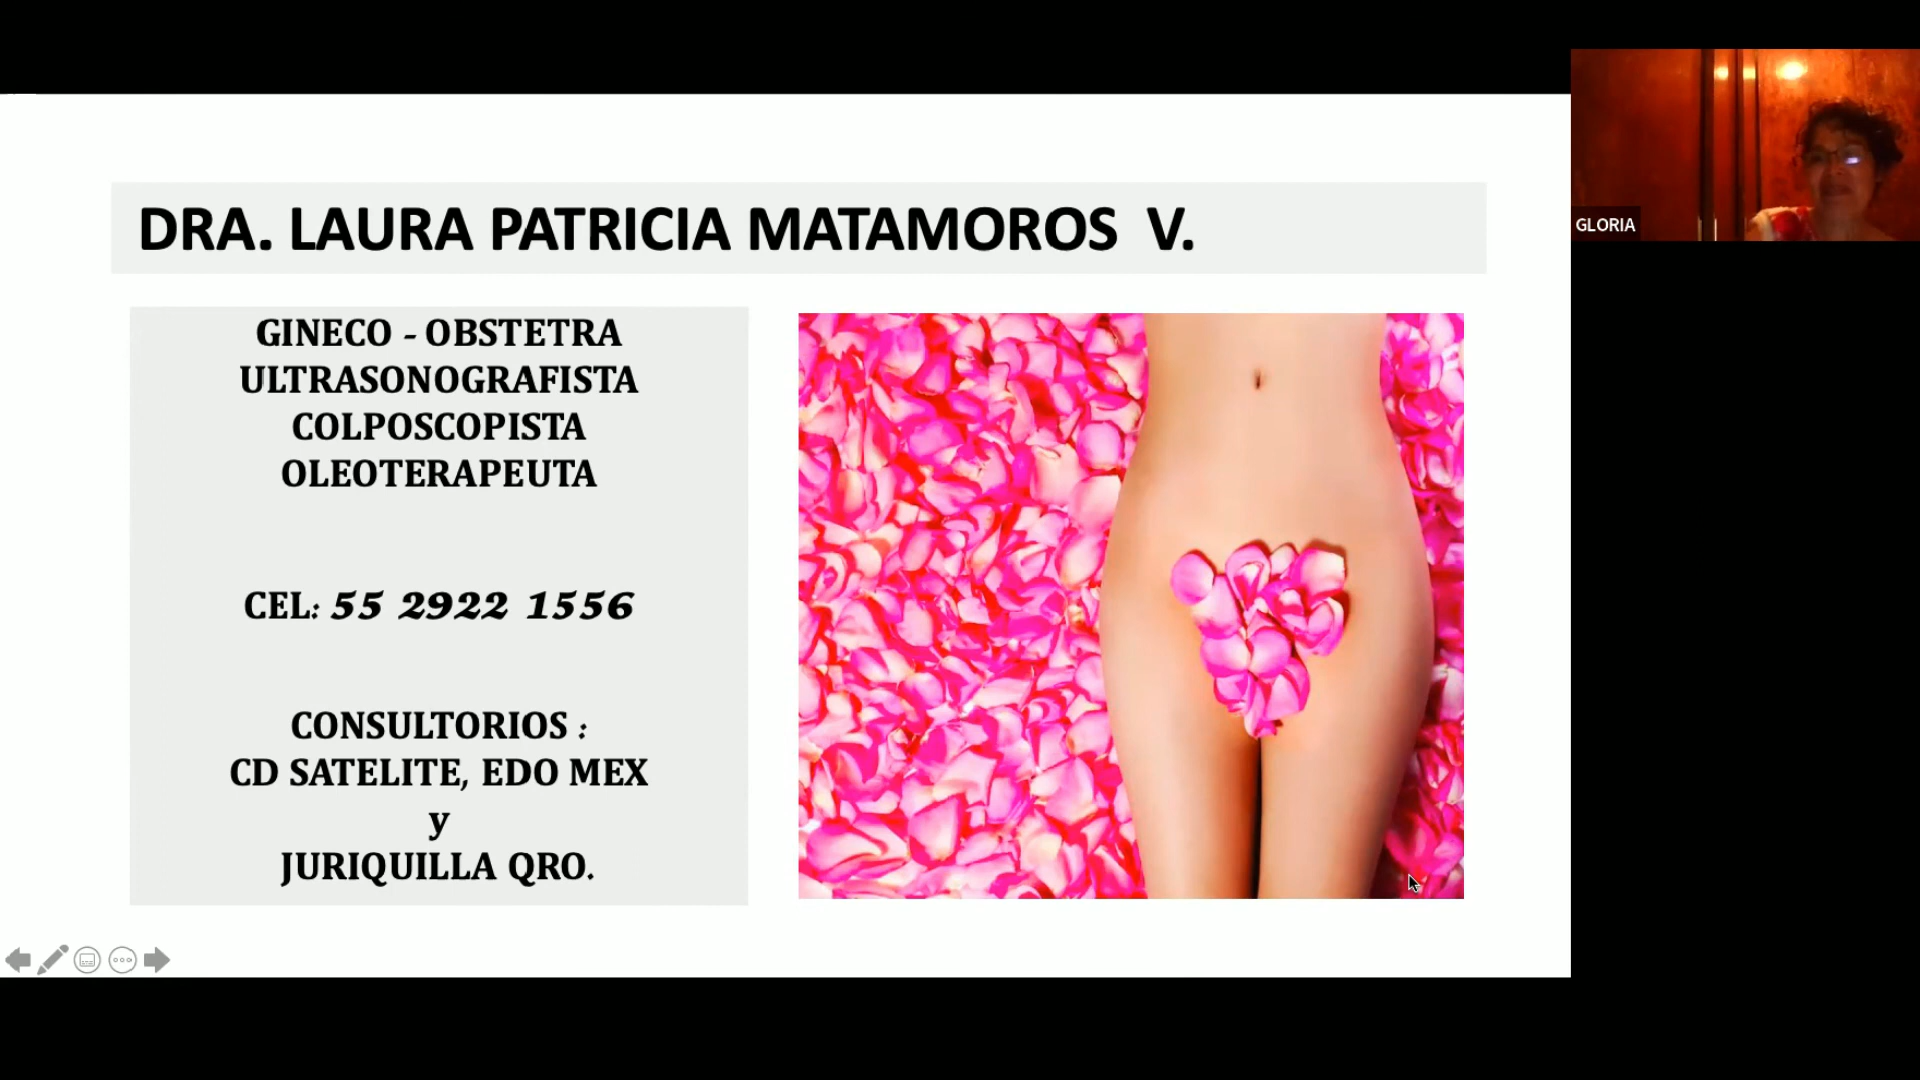 DRA. LAURA PATRICIA MATAMOROS V.
GINECO - OBSTETRA
ULTRASONOGRAFISTA
COLPOSCOPISTA
OLEOTERAPEUTA
CEL: 55 2922 1556
CONSULTORIOS :
CD SATELITE, EDO MEX
y
JURIQUILLA QRO.
GLORIA